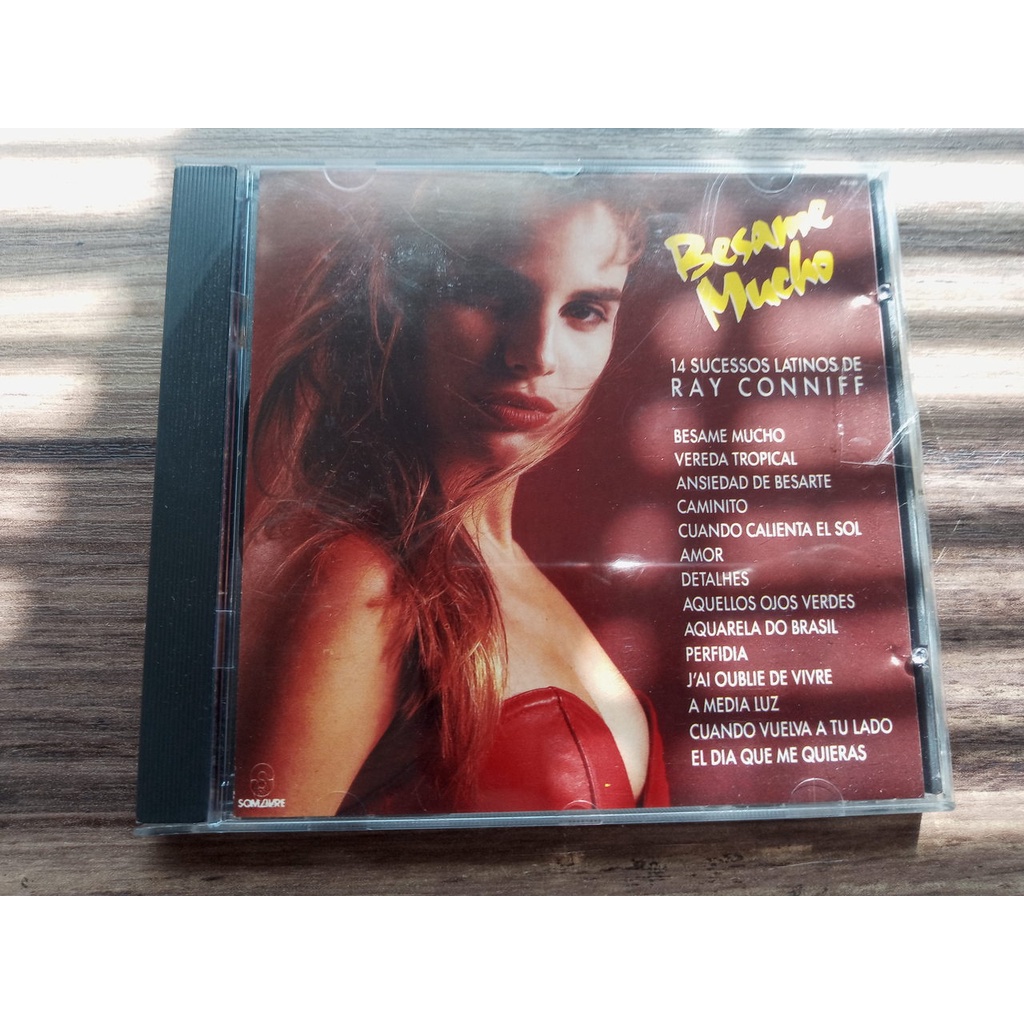 Besame
Mucho
14 SUCESSOS LATINOS DE
RAY CONNIFF
BESAME MUCHO
VEREDA TROPICAL
ANSIEDAD DE BESARTE
CAMINITO
CUANDO CALIENTA EL SOL
AMOR
DETALHES
AQUELLOS OJOS VERDES
AQUARELA DO BRASIL
PERFIDIA
J'AI OUBLIE DE VIVRE
A MEDIA LUZ
CUANDO VUELVA A TU LADO
EL DIA QUE ME QUIERAS
SOM LIVRE